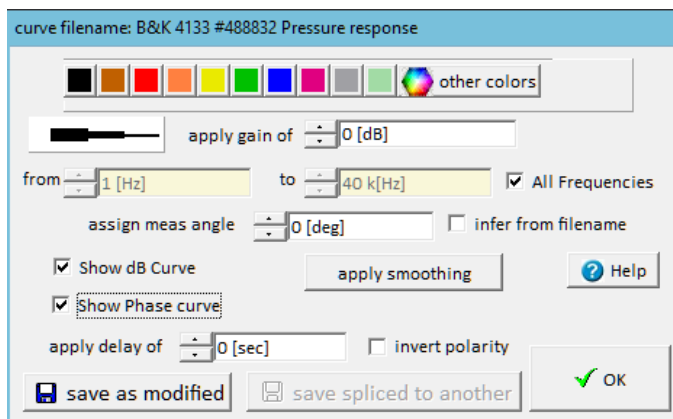 curve filename: B&K 4133 #488832 Pressure response
other colors
apply gain of 0 [dB]
from 1 [Hz] to 40 k[Hz] All Frequencies
assign meas angle 0 [deg] infer from filename
Show dB Curve apply smoothing Help
Show Phase curve
apply delay of 0 [sec] invert polarity
save as modified save spliced to another OK